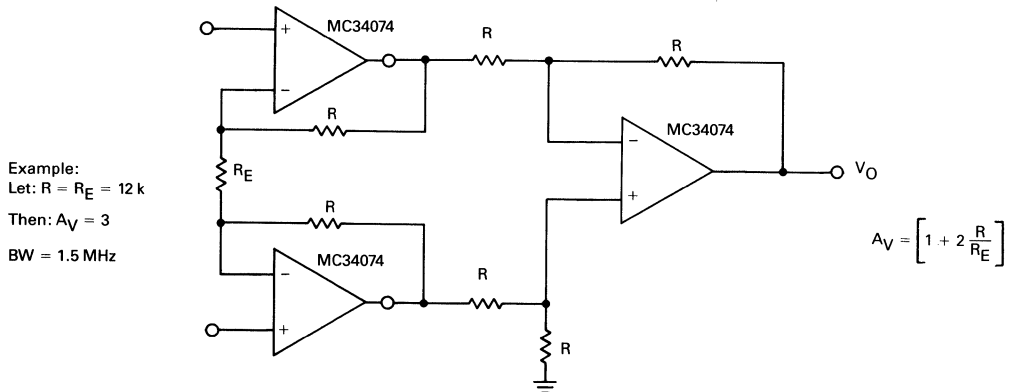 MC34074
+
−
R
R
R
MC34074
−
+
V_O
Example:
Let: R = R_E = 12 k
Then: A_V = 3
BW = 1.5 MHz
R_E
R
MC34074
−
+
R
R
A_V = [1 + 2 R/R_E]